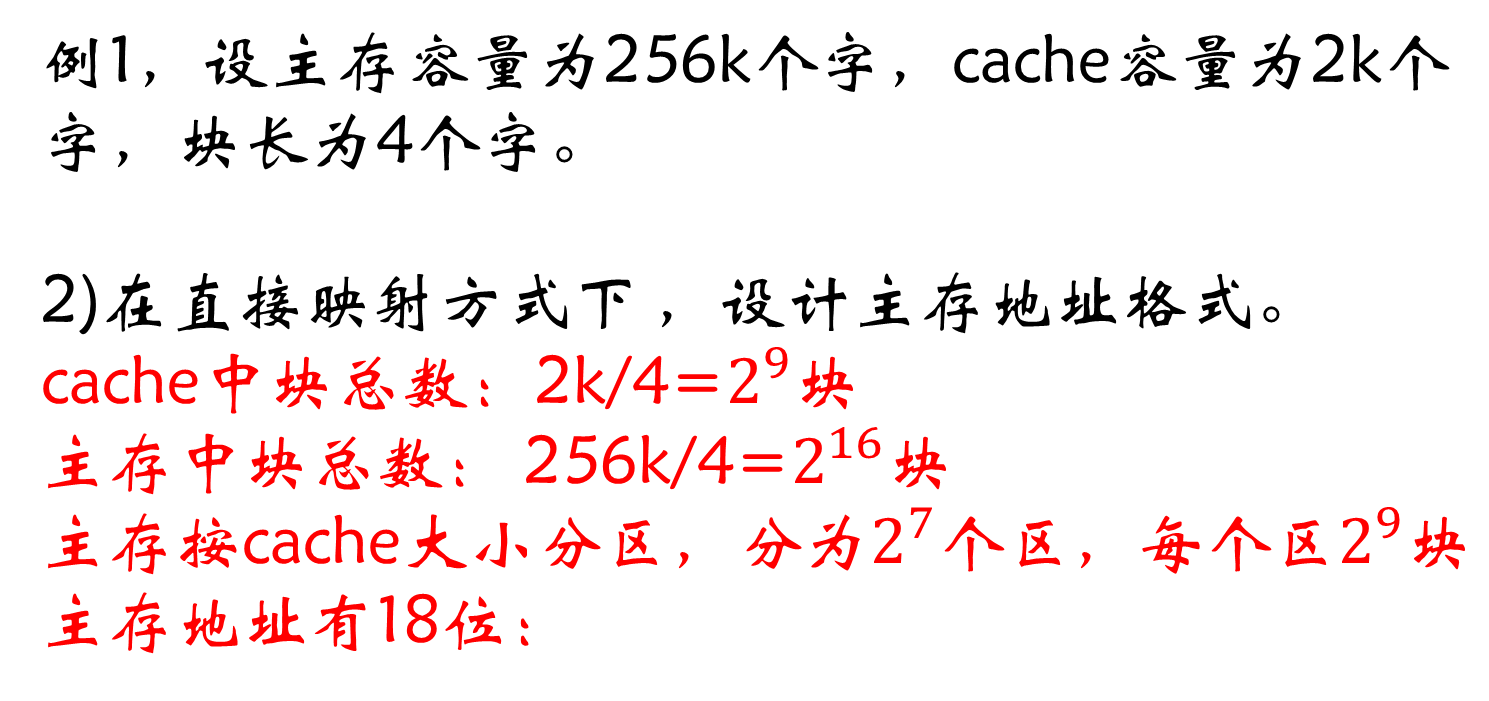 例1，设主存容量为256k个字，cache容量为2k个
字，块长为4个字。
2)在直接映射方式下，设计主存地址格式。
cache中块总数：2k/4=2⁹块
主存中块总数： 256k/4=2¹⁶块
主存按cache大小分区，分为2⁷个区，每个区2⁹块
主存地址有18位：